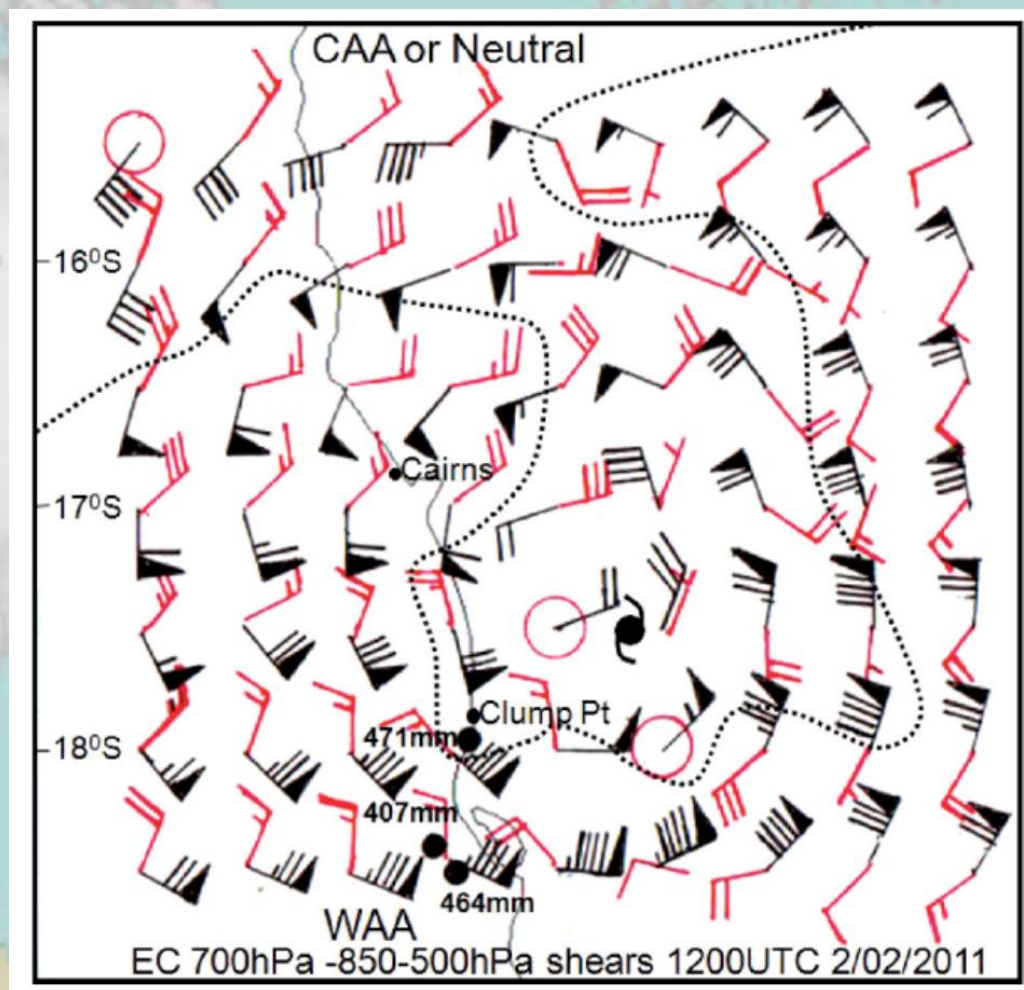 CAA or Neutral
16⁰S
Cairns
17⁰S
Clump Pt
471mm
18⁰S
407mm
464mm
WAA
EC 700hPa -850-500hPa shears 1200UTC 2/02/2011